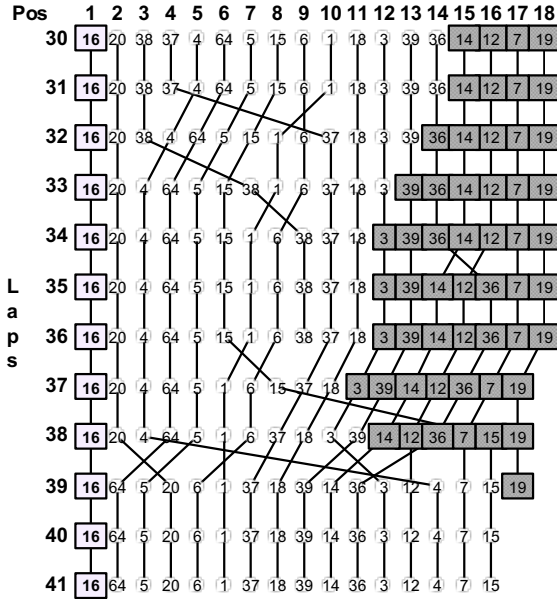 Pos 1 2 3 4 5 6 7 8 9 10 11 12 13 14 15 16 17 18
30 16 20 38 37 4 64 5 15 6 1 18 3 39 36 14 12 7 19
31 16 20 38 37 4 64 5 15 6 1 18 3 39 36 14 12 7 19
32 16 20 38 4 64 5 15 1 6 37 18 3 39 36 14 12 7 19
33 16 20 4 64 5 15 38 1 6 37 18 3 39 36 14 12 7 19
34 16 20 4 64 5 15 1 6 38 37 18 3 39 36 14 12 7 19
Laps
35 16 20 4 64 5 15 1 6 38 37 18 3 39 14 12 36 7 19
36 16 20 4 64 5 15 1 6 38 37 18 3 39 14 12 36 7 19
37 16 20 4 64 5 1 6 15 37 18 3 39 14 12 36 7 19
38 16 20 4 64 5 1 6 37 18 3 39 14 12 36 7 15 19
39 16 64 5 20 6 1 37 18 39 14 36 3 12 4 7 15 19
40 16 64 5 20 6 1 37 18 39 14 36 3 12 4 7 15
41 16 64 5 20 6 1 37 18 39 14 36 3 12 4 7 15